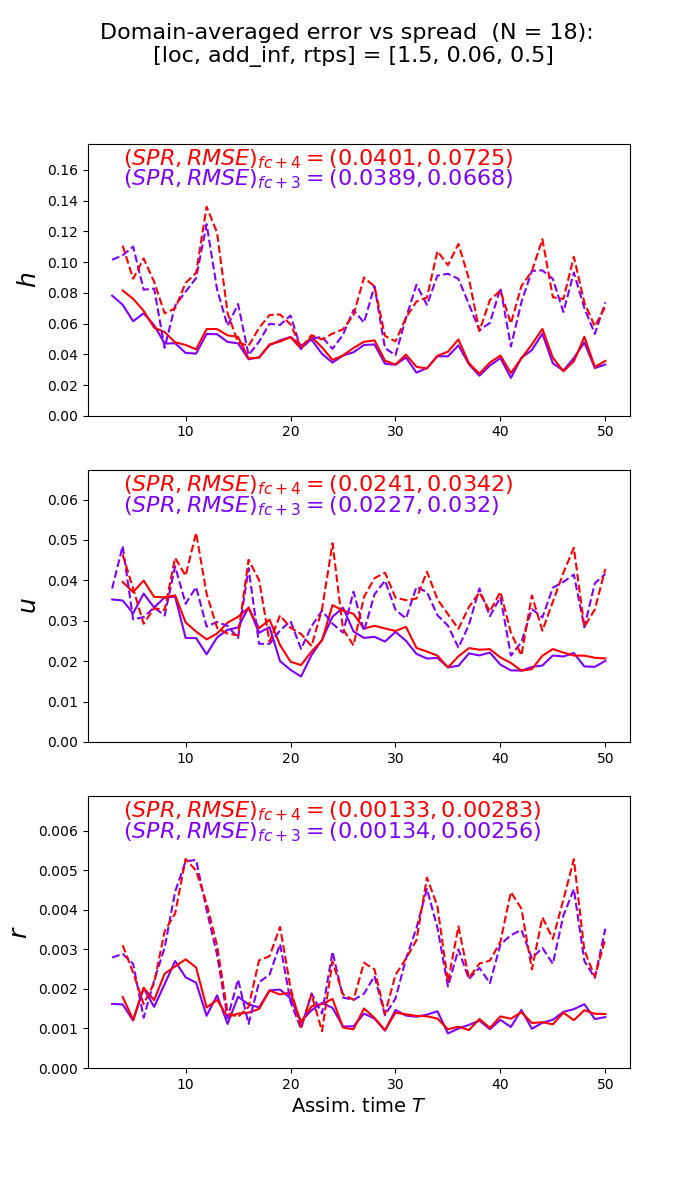 Domain-averaged error vs spread (N = 18):
[loc, add_inf, rtps] = [1.5, 0.06, 0.5]
(SPR, RMSE)fc+4 = (0.0401, 0.0725)
(SPR, RMSE)fc+3 = (0.0389, 0.0668)
0.16
0.14
0.12
0.10
0.08
0.06
0.04
0.02
0.00
h
10 20 30 40 50
(SPR, RMSE)fc+4 = (0.0241, 0.0342)
(SPR, RMSE)fc+3 = (0.0227, 0.032)
0.06
0.05
0.04
0.03
0.02
0.01
0.00
u
10 20 30 40 50
(SPR, RMSE)fc+4 = (0.00133, 0.00283)
(SPR, RMSE)fc+3 = (0.00134, 0.00256)
0.006
0.005
0.004
0.003
0.002
0.001
0.000
r
10 20 30 40 50
Assim. time T